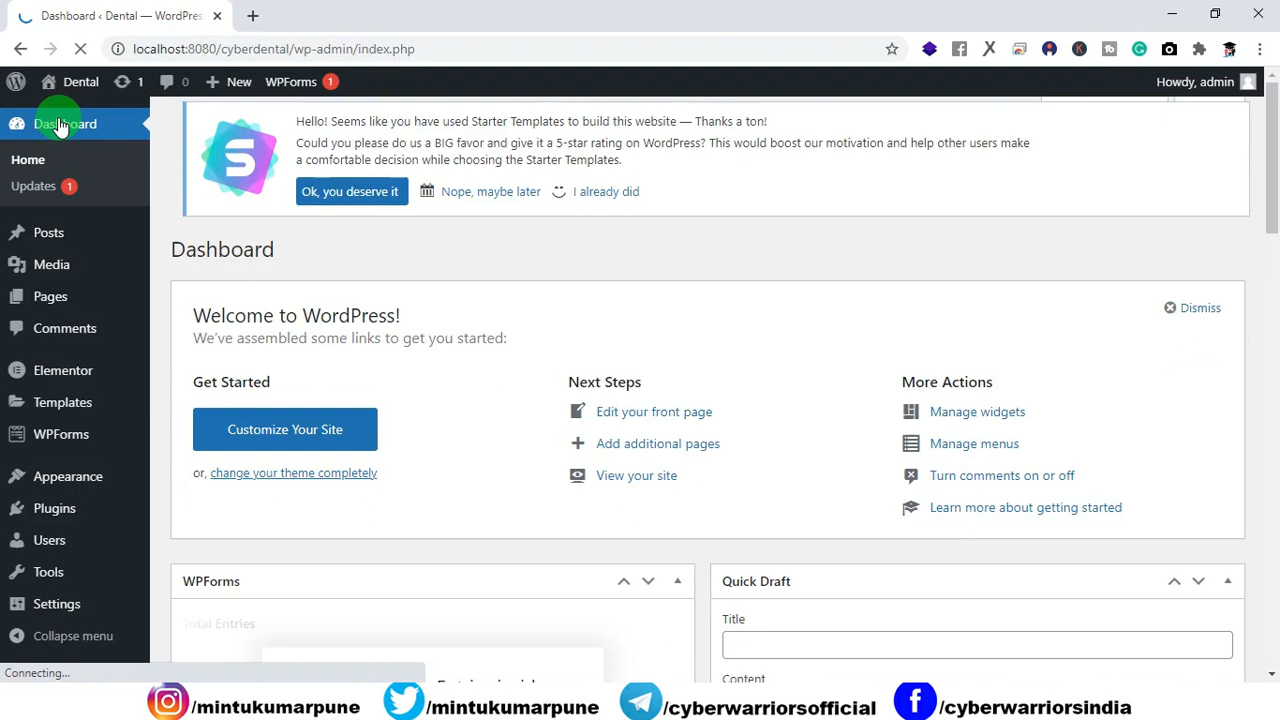 Dashboard ‹ Dental — WordPres
localhost:8080/cyberdental/wp-admin/index.php
Dental
1
0
New
WPForms 1
Howdy, admin
Dashboard
Home
Updates 1
Posts
Media
Pages
Comments
Elementor
Templates
WPForms
Appearance
Plugins
Users
Tools
Settings
Collapse menu
Hello! Seems like you have used Starter Templates to build this website — Thanks a ton!
Could you please do us a BIG favor and give it a 5-star rating on WordPress? This would boost our motivation and help other users make
a comfortable decision while choosing the Starter Templates.
Ok, you deserve it
Nope, maybe later
I already did
Dashboard
Welcome to WordPress!
Dismiss
We've assembled some links to get you started:
Get Started
Customize Your Site
or, change your theme completely
Next Steps
Edit your front page
Add additional pages
View your site
More Actions
Manage widgets
Manage menus
Turn comments on or off
Learn more about getting started
WPForms
Total Entries
Quick Draft
Title
Content
Connecting...
/mintukumarpune
/mintukumarpune
/cyberwarriorsofficial
/cyberwarriorsindia